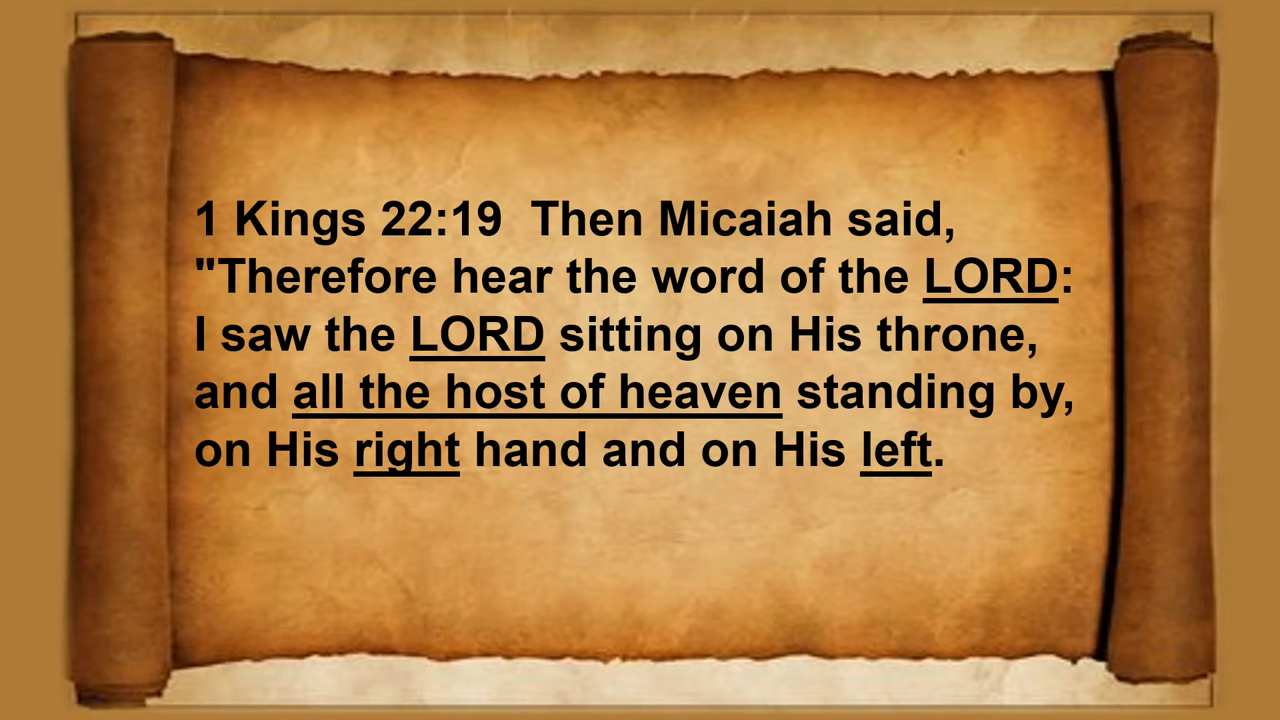 1 Kings 22:19  Then Micaiah said,
"Therefore hear the word of the LORD:
I saw the LORD sitting on His throne,
and all the host of heaven standing by,
on His right hand and on His left.